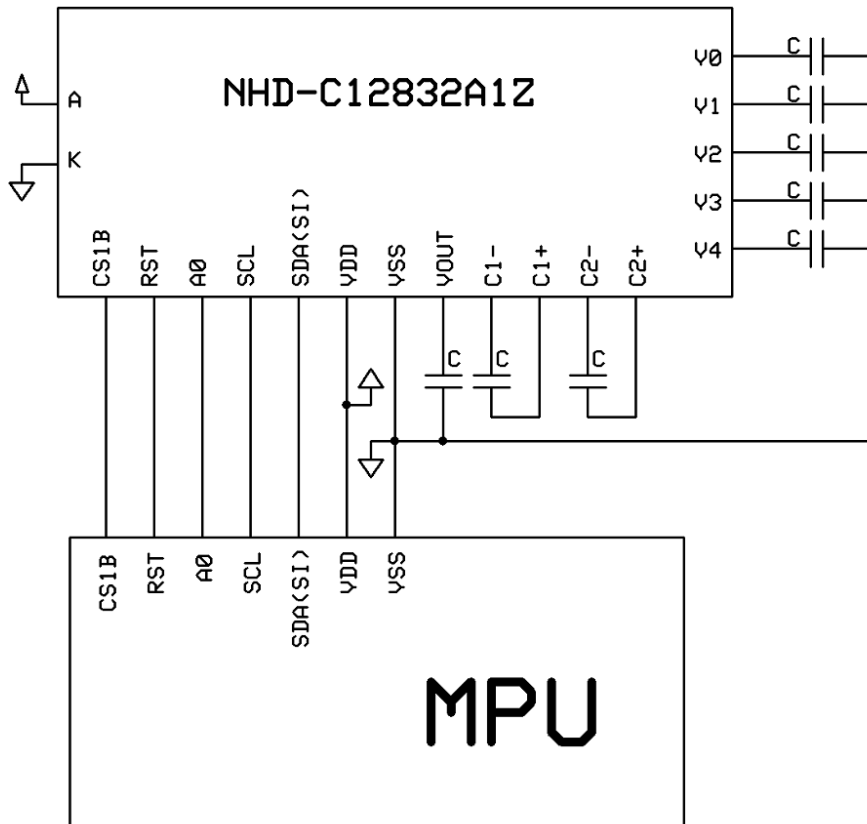 NHD-C12832A1Z
A
K
V0
V1
V2
V3
V4
C
C
C
C
C
CS1B
RST
A0
SCL
SDA(SI)
VDD
VSS
VOUT
C1-
C1+
C2-
C2+
C
C
C
CS1B
RST
A0
SCL
SDA(SI)
VDD
VSS
MPU